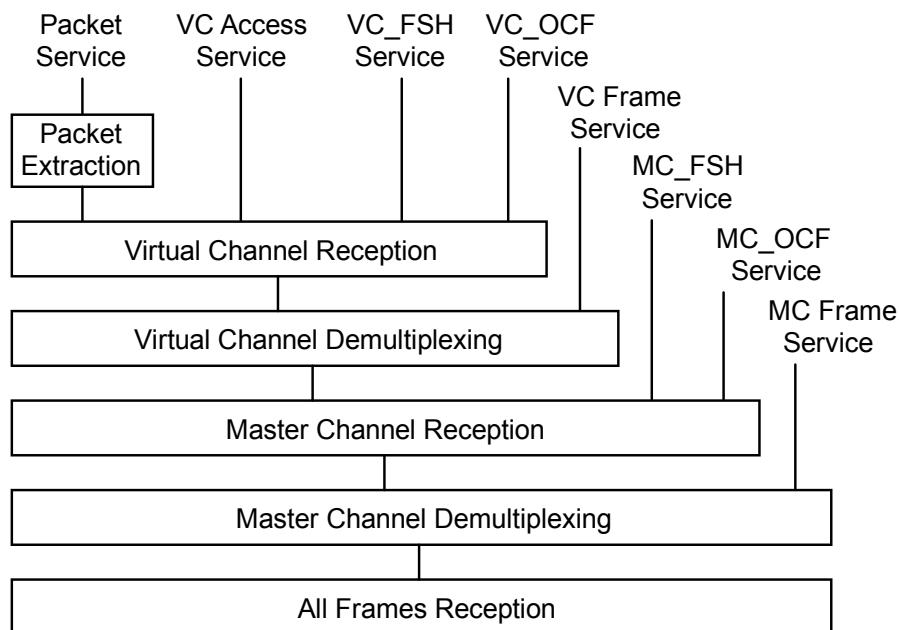 Packet
Service
VC Access
Service
VC_FSH
Service
VC_OCF
Service
VC Frame
Service
MC_FSH
Service
MC_OCF
Service
MC Frame
Service
Packet
Extraction
Virtual Channel Reception
Virtual Channel Demultiplexing
Master Channel Reception
Master Channel Demultiplexing
All Frames Reception